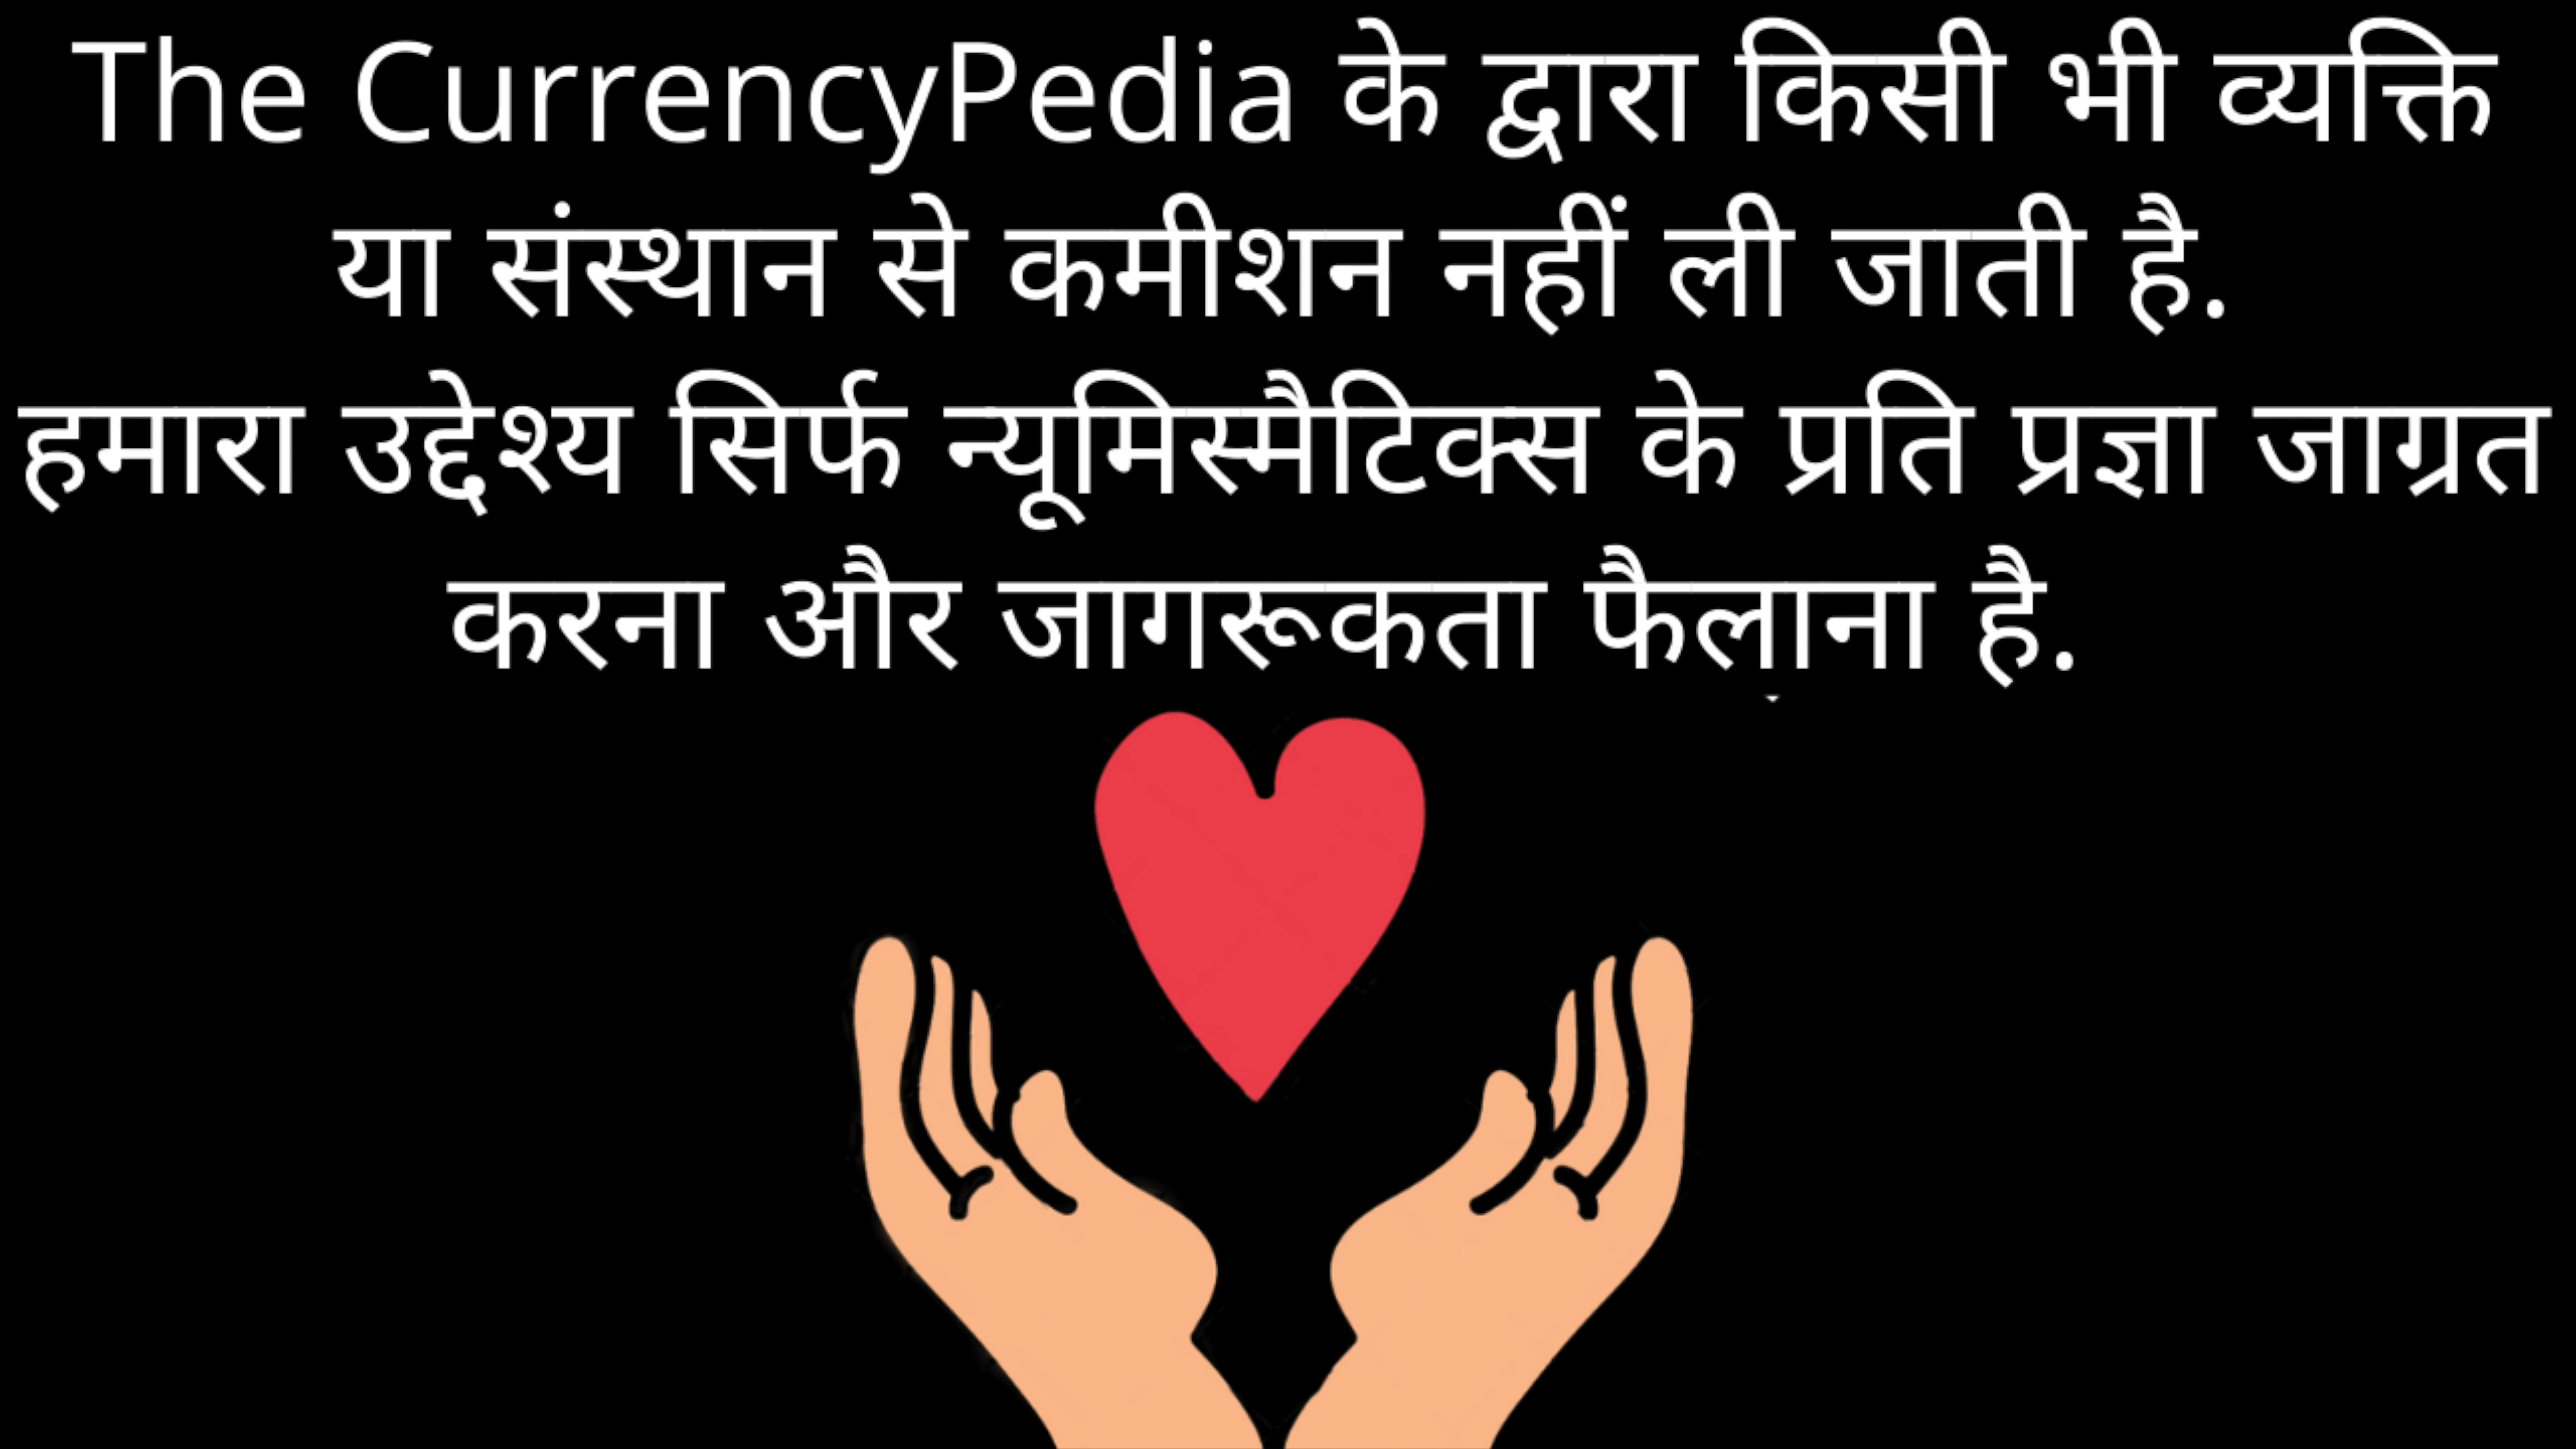 The CurrencyPedia के द्वारा किसी भी व्यक्ति
या संस्थान से कमीशन नहीं ली जाती है.
हमारा उद्देश्य सिर्फ न्यूमिस्मैटिक्स के प्रति प्रज्ञा जाग्रत
करना और जागरूकता फैलाना है.